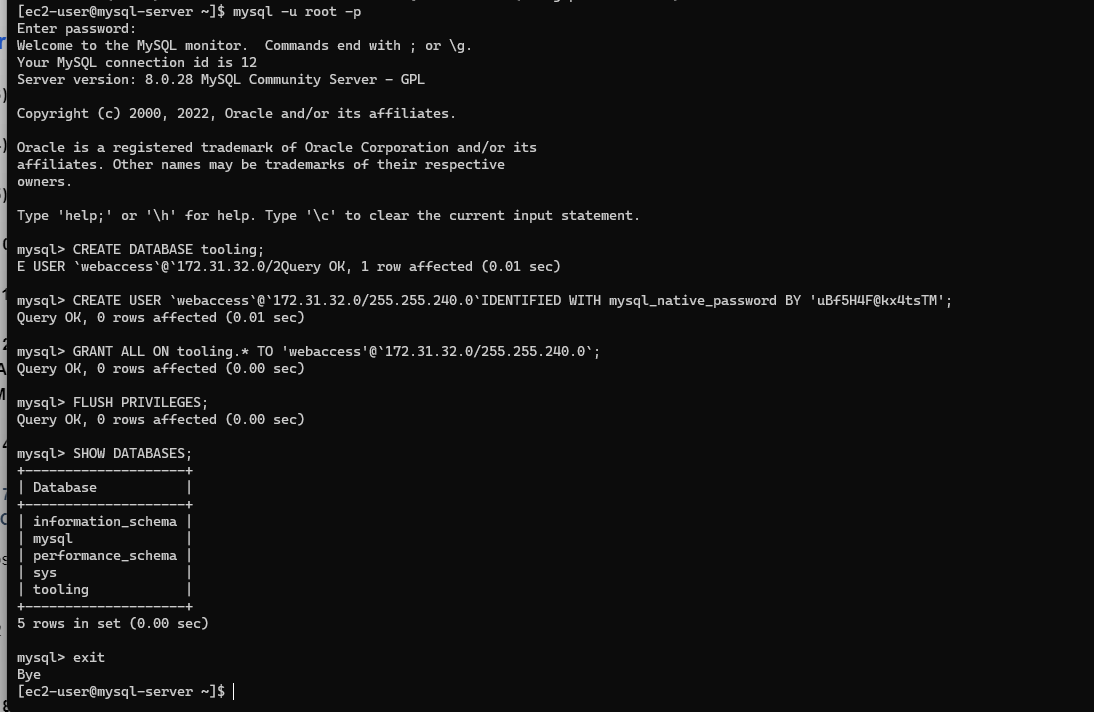 [ec2-user@mysql-server ~]$ mysql -u root -p
Enter password:
Welcome to the MySQL monitor.  Commands end with ; or \g.
Your MySQL connection id is 12
Server version: 8.0.28 MySQL Community Server - GPL

Copyright (c) 2000, 2022, Oracle and/or its affiliates.

Oracle is a registered trademark of Oracle Corporation and/or its
affiliates. Other names may be trademarks of their respective
owners.

Type 'help;' or '\h' for help. Type '\c' to clear the current input statement.

mysql> CREATE DATABASE tooling;
E USER `webaccess`@`172.31.32.0/2Query OK, 1 row affected (0.01 sec)

mysql> CREATE USER `webaccess`@`172.31.32.0/255.255.240.0`IDENTIFIED WITH mysql_native_password BY 'uBf5H4F@kx4tsTM';
Query OK, 0 rows affected (0.01 sec)

mysql> GRANT ALL ON tooling.* TO 'webaccess'@`172.31.32.0/255.255.240.0`;
Query OK, 0 rows affected (0.00 sec)

mysql> FLUSH PRIVILEGES;
Query OK, 0 rows affected (0.00 sec)

mysql> SHOW DATABASES;
+--------------------+
| Database           |
+--------------------+
| information_schema |
| mysql              |
| performance_schema |
| sys                |
| tooling            |
+--------------------+
5 rows in set (0.00 sec)

mysql> exit
Bye
[ec2-user@mysql-server ~]$